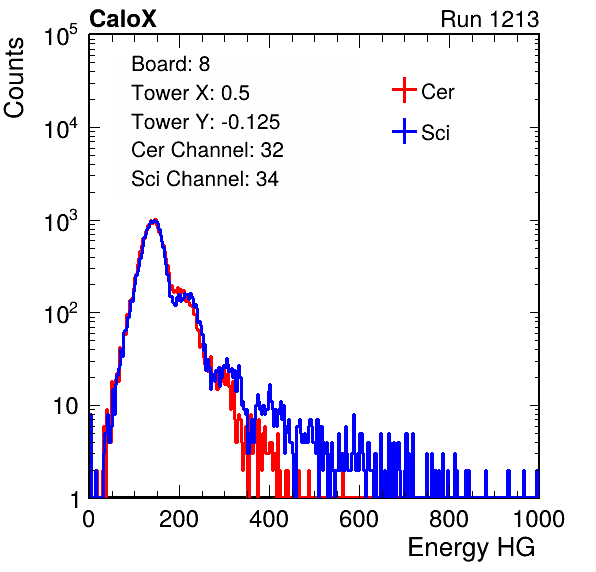 CaloX Run 1213
Counts
Board: 8
Tower X: 0.5
Tower Y: -0.125
Cer Channel: 32
Sci Channel: 34
Cer
Sci
10^5
10^4
10^3
10^2
10
1
0 200 400 600 800 1000
Energy HG